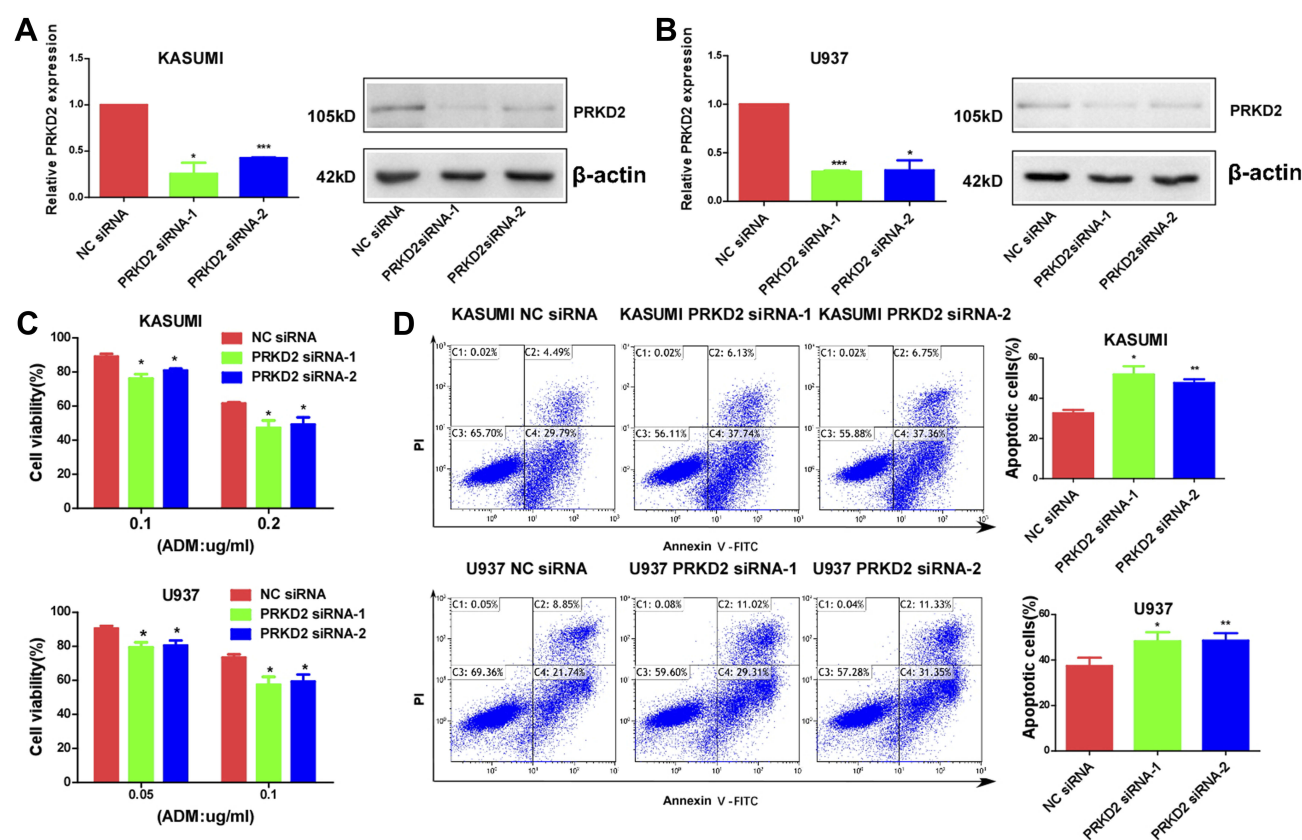 A
KASUMI
Relative PRKD2 expression
1.5
1.0
0.5
0.0
*
***
NC siRNA
PRKD2 siRNA-1
PRKD2 siRNA-2
105kD
PRKD2
42kD
β-actin
NC siRNA
PRKD2siRNA-1
PRKD2siRNA-2
B
U937
Relative PRKD2 expression
1.5
1.0
0.5
0.0
***
*
NC siRNA
PRKD2 siRNA-1
PRKD2 siRNA-2
105kD
PRKD2
42kD
β-actin
NC siRNA
PRKD2siRNA-1
PRKD2siRNA-2
C
KASUMI
Cell viability(%)
100
80
60
40
20
0
NC siRNA
PRKD2 siRNA-1
PRKD2 siRNA-2
* *
* *
0.1 0.2
(ADM:ug/ml)
U937
Cell viability(%)
100
80
60
40
20
0
NC siRNA
PRKD2 siRNA-1
PRKD2 siRNA-2
* *
* *
0.05 0.1
(ADM:ug/ml)
D
KASUMI NC siRNA KASUMI PRKD2 siRNA-1 KASUMI PRKD2 siRNA-2
C1: 0.02% C2: 4.49% C1: 0.02% C2: 6.13% C1: 0.02% C2: 6.75%
C3: 65.70% C4: 29.79% C3: 56.11% C4: 37.74% C3: 55.88% C4: 37.36%
PI
Annexin V -FITC
KASUMI
Apoptotic cells(%)
60
40
20
0
*
**
NC siRNA
PRKD2 siRNA-1
PRKD2 siRNA-2
U937 NC siRNA U937 PRKD2 siRNA-1 U937 PRKD2 siRNA-2
C1: 0.05% C2: 8.85% C1: 0.08% C2: 11.02% C1: 0.04% C2: 11.33%
C3: 69.36% C4: 21.74% C3: 59.60% C4: 29.31% C3: 57.28% C4: 31.35%
PI
Annexin V -FITC
U937
Apoptotic cells(%)
60
40
20
0
*
**
NC siRNA
PRKD2 siRNA-1
PRKD2 siRNA-2